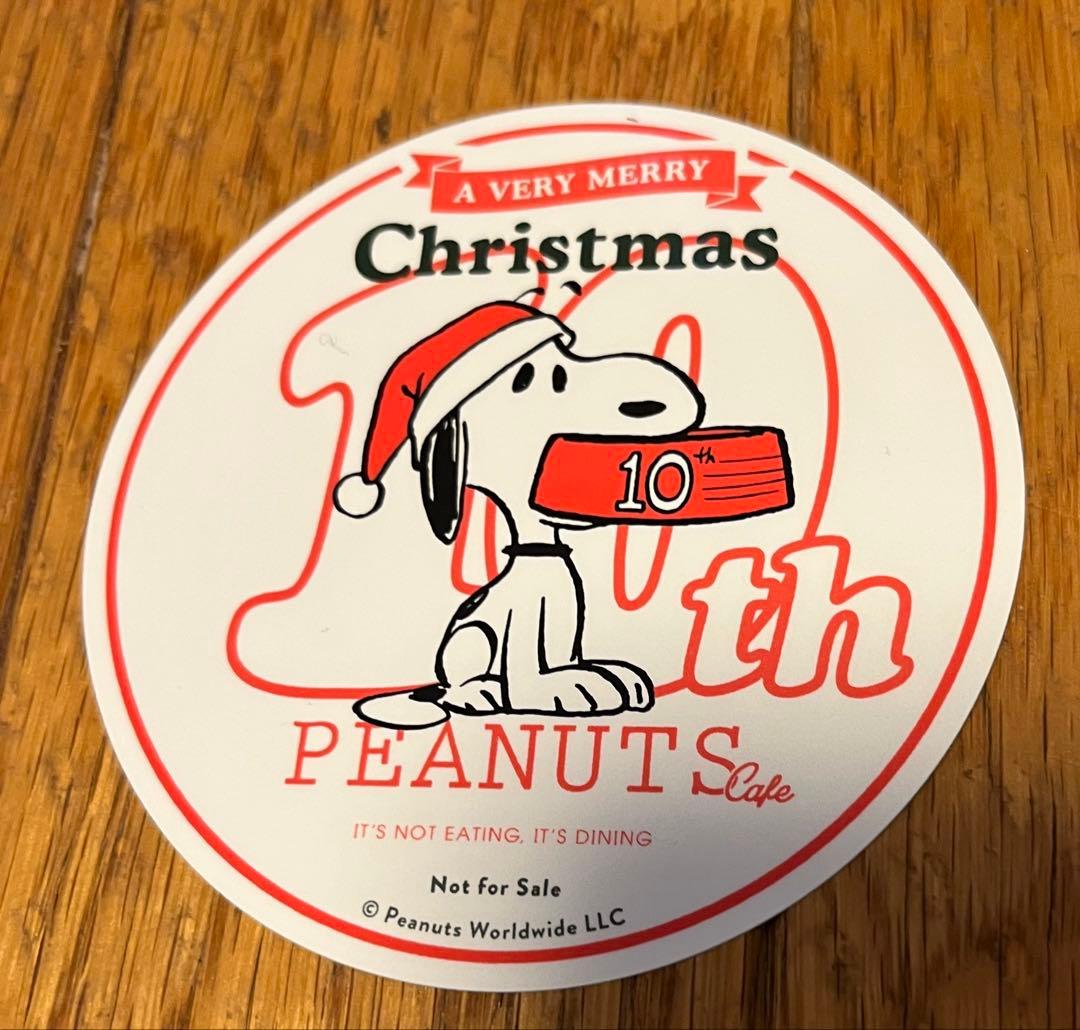 A VERY MERRY
Christmas
10th
10th
PEANUTS Cafe
IT'S NOT EATING, IT'S DINING
Not for Sale
© Peanuts Worldwide LLC